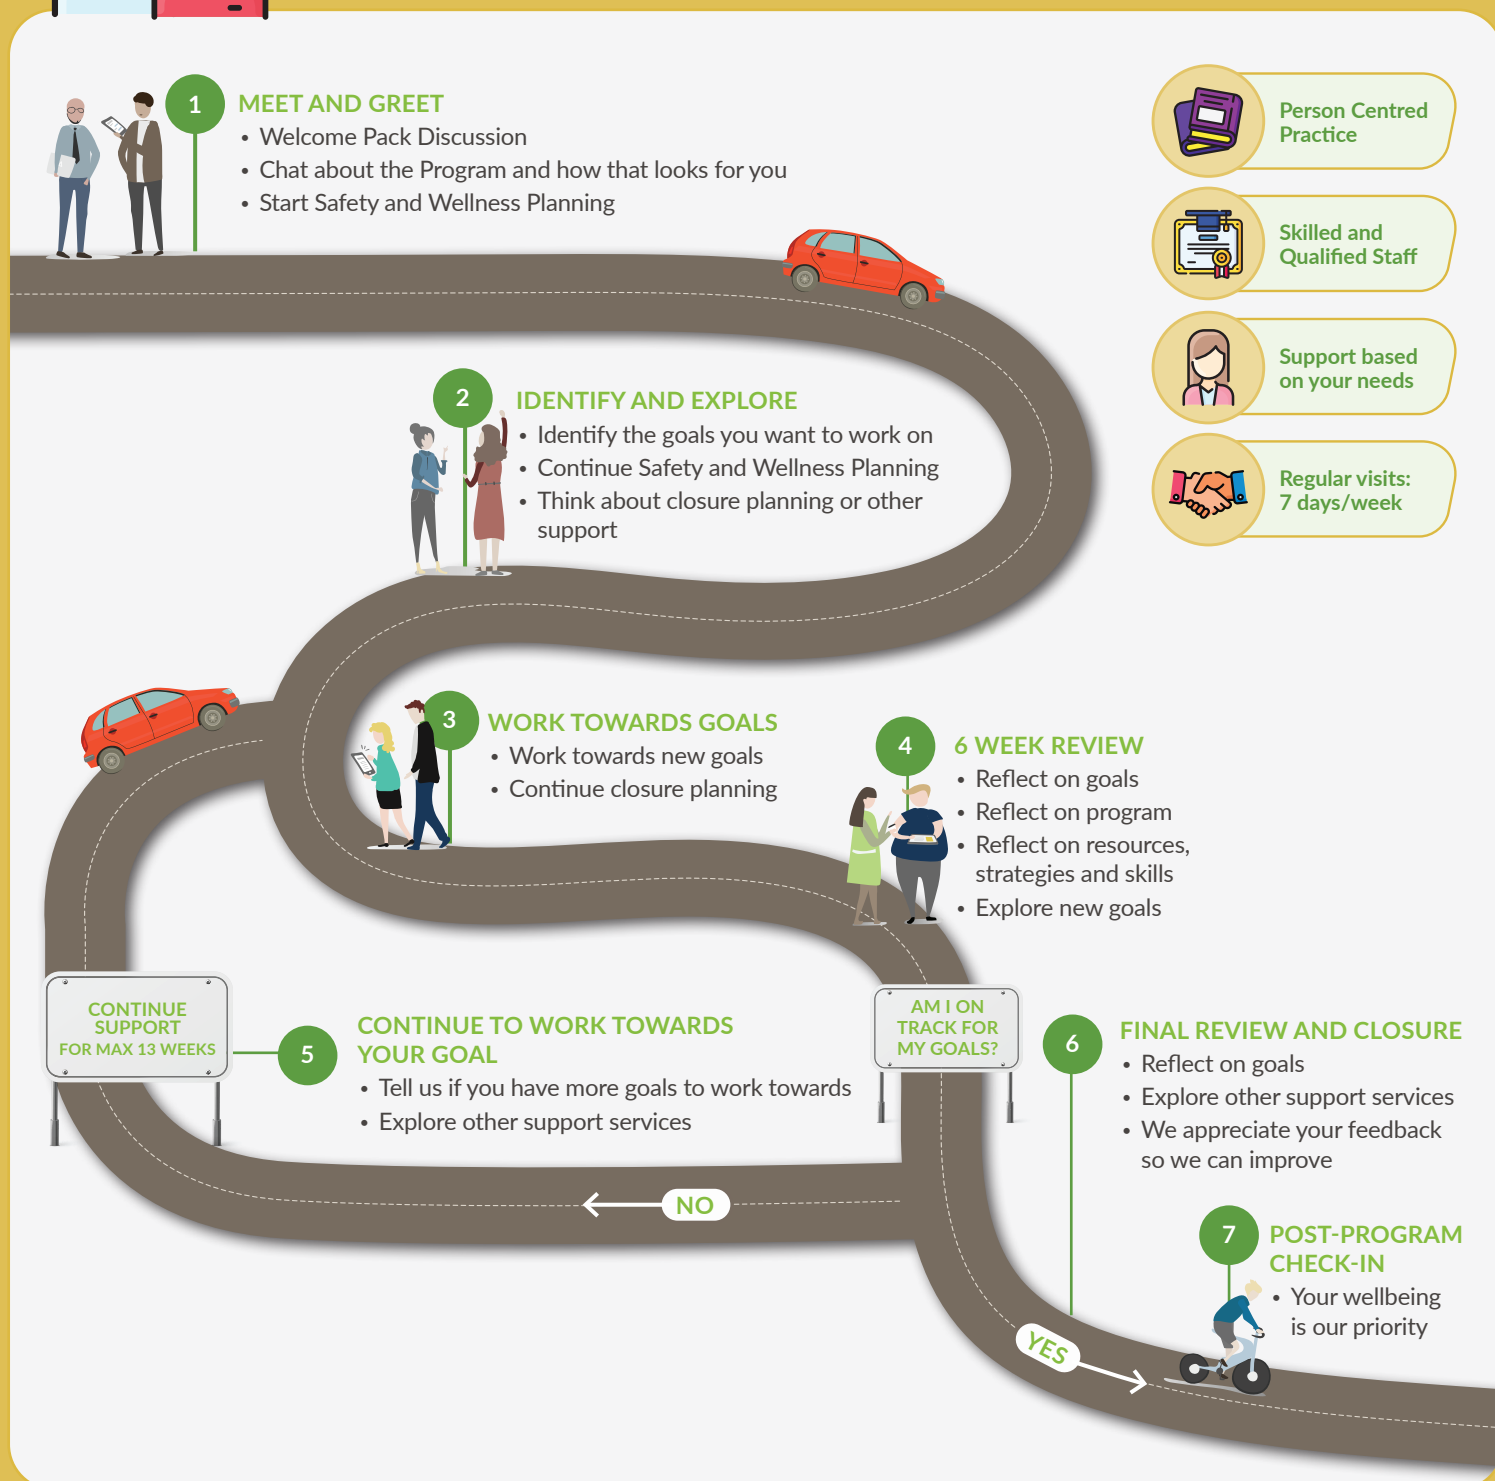 1
MEET AND GREET
• Welcome Pack Discussion
• Chat about the Program and how that looks for you
• Start Safety and Wellness Planning
Person Centred
Practice
Skilled and
Qualified Staff
Support based
on your needs
Regular visits:
7 days/week
2
IDENTIFY AND EXPLORE
• Identify the goals you want to work on
• Continue Safety and Wellness Planning
• Think about closure planning or other
support
3
WORK TOWARDS GOALS
• Work towards new goals
• Continue closure planning
4
6 WEEK REVIEW
• Reflect on goals
• Reflect on program
• Reflect on resources,
strategies and skills
• Explore new goals
AM I ON
TRACK FOR
MY GOALS?
NO
CONTINUE
SUPPORT
FOR MAX 13 WEEKS
5
CONTINUE TO WORK TOWARDS
YOUR GOAL
• Tell us if you have more goals to work towards
• Explore other support services
6
FINAL REVIEW AND CLOSURE
• Reflect on goals
• Explore other support services
• We appreciate your feedback
so we can improve
YES
7
POST-PROGRAM
CHECK-IN
• Your wellbeing
is our priority